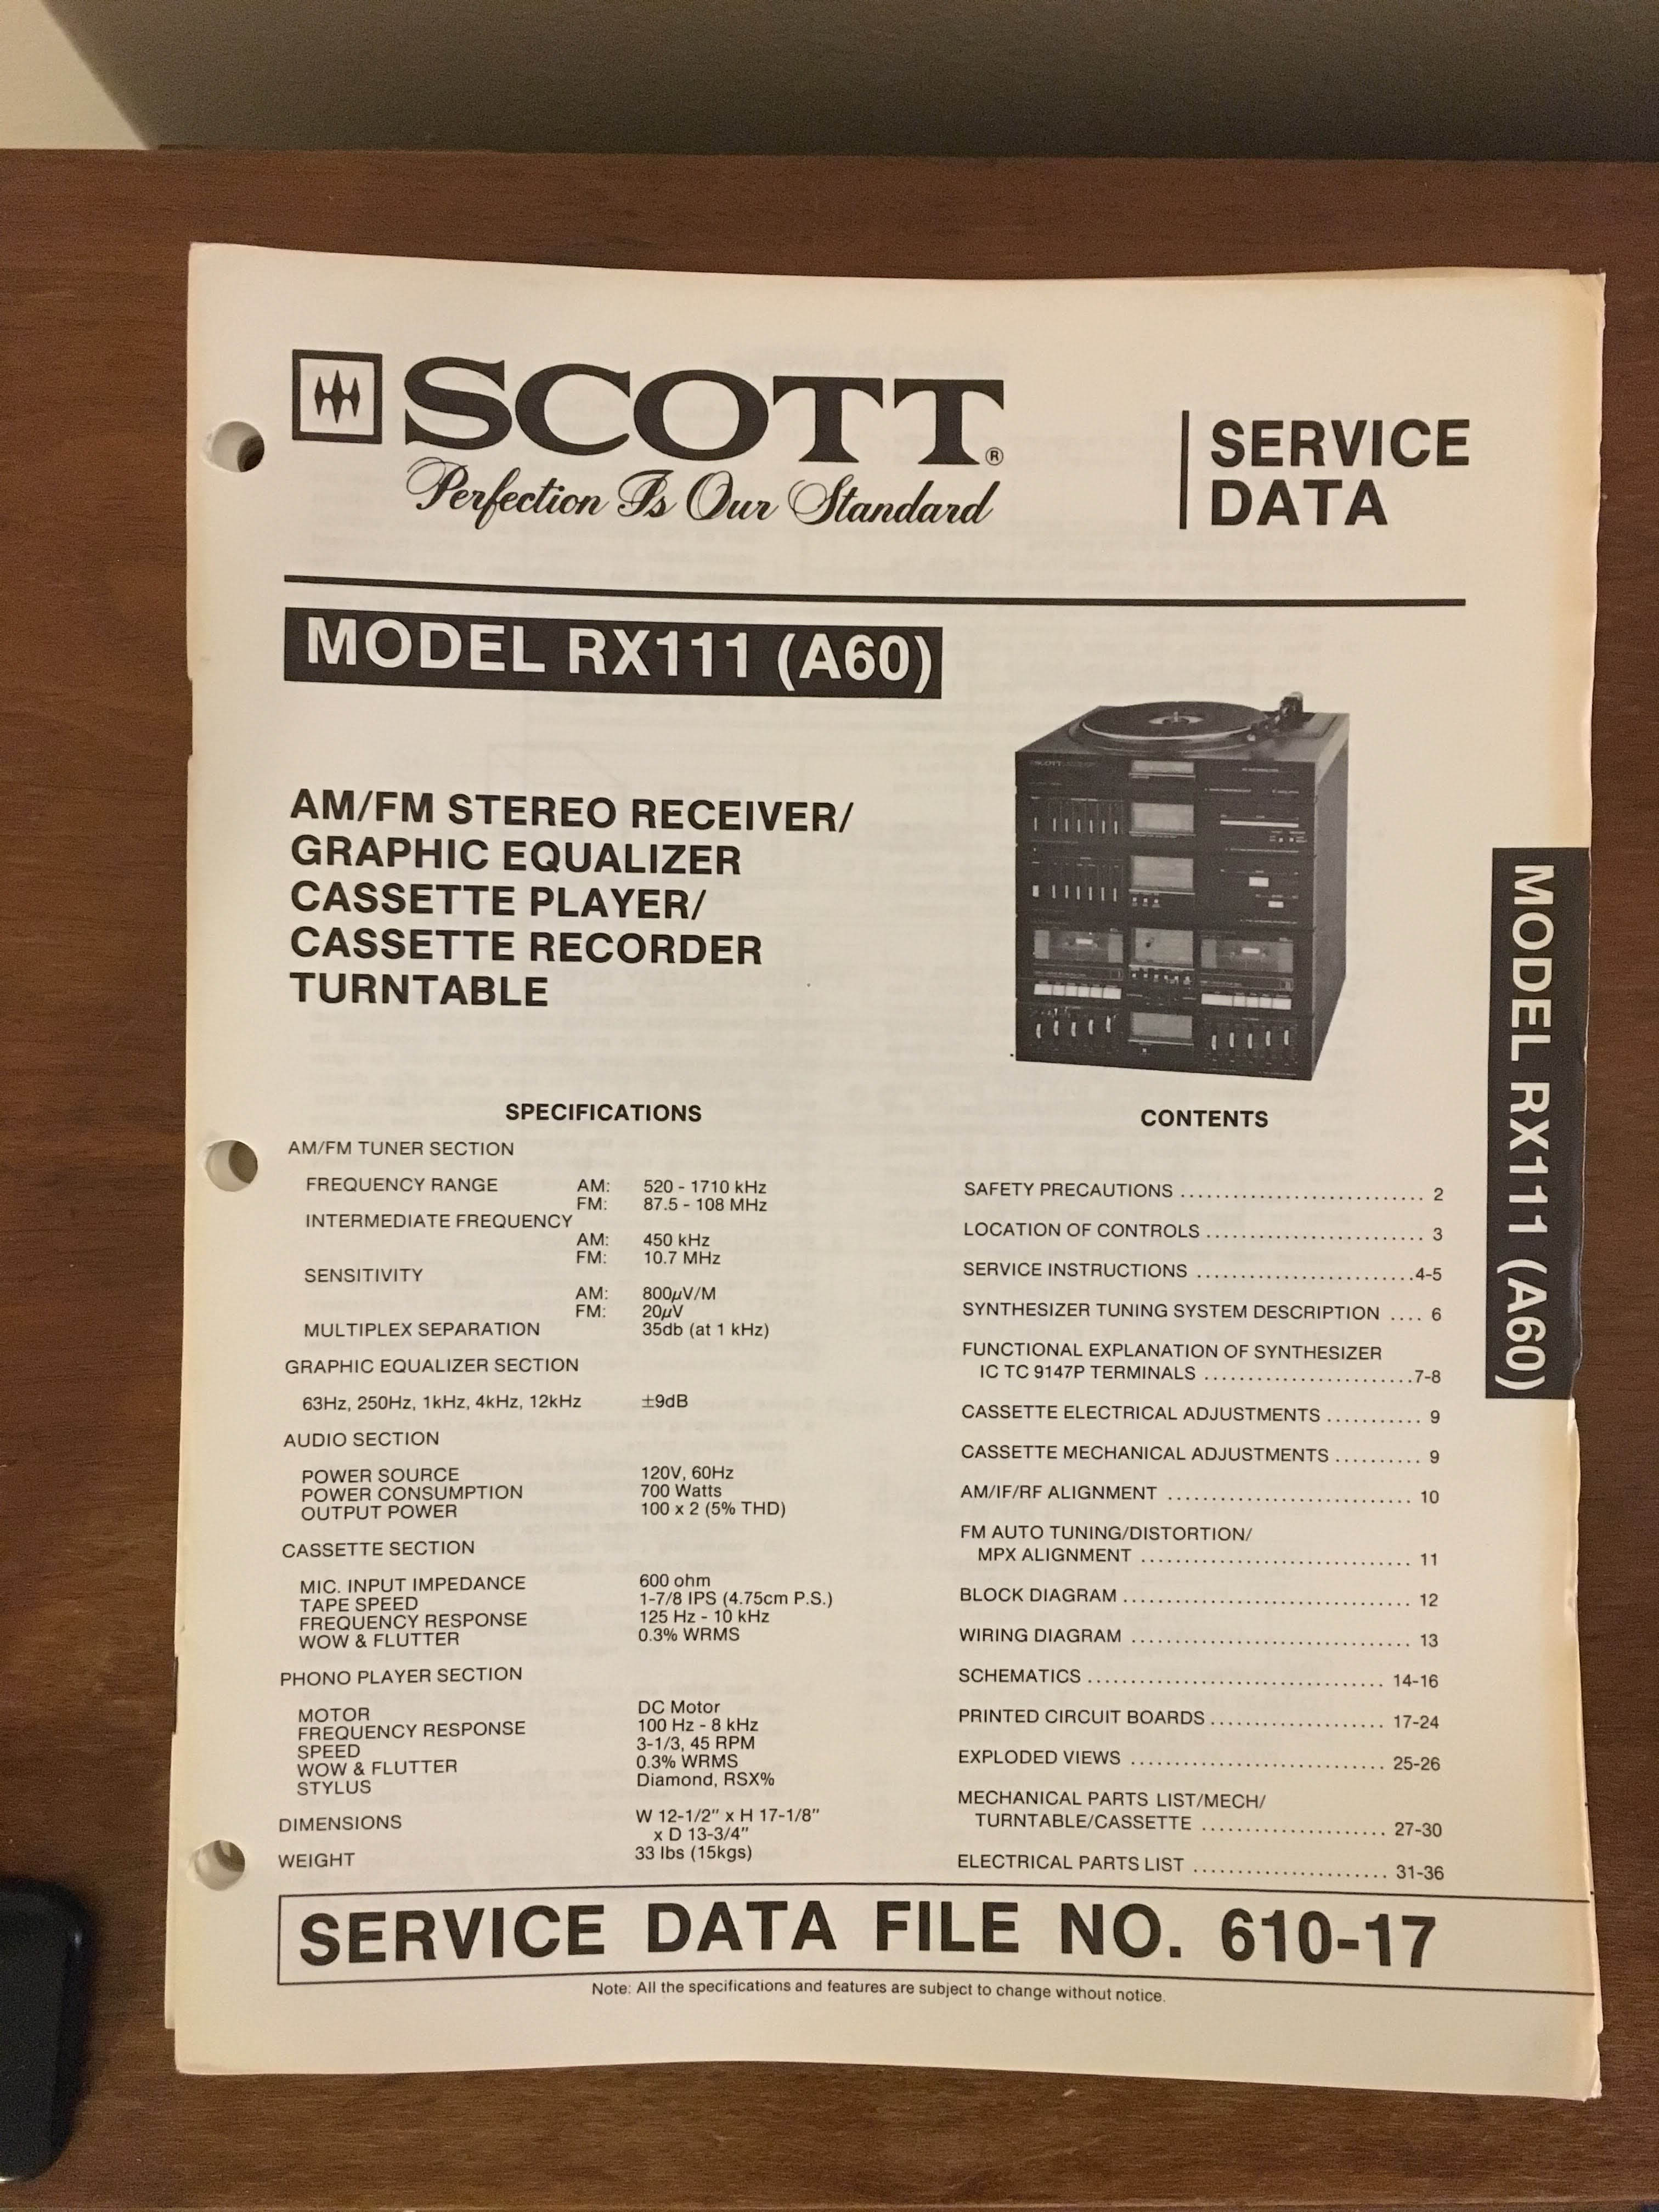 SCOTT®
Perfection Is Our Standard
SERVICE
DATA
MODEL RX111 (A60)
AM/FM STEREO RECEIVER/
GRAPHIC EQUALIZER
CASSETTE PLAYER/
CASSETTE RECORDER
TURNTABLE
SCOTT
MODEL RX111 (A60)
SPECIFICATIONS
AM/FM TUNER SECTION
FREQUENCY RANGE AM: 520 - 1710 kHz
FM: 87.5 - 108 MHz
INTERMEDIATE FREQUENCY
AM: 450 kHz
FM: 10.7 MHz
SENSITIVITY
AM: 800μV/M
FM: 20μV
MULTIPLEX SEPARATION 35db (at 1 kHz)
GRAPHIC EQUALIZER SECTION
63Hz, 250Hz, 1kHz, 4kHz, 12kHz ±9dB
AUDIO SECTION
POWER SOURCE 120V, 60Hz
POWER CONSUMPTION 700 Watts
OUTPUT POWER 100 x 2 (5% THD)
CASSETTE SECTION
MIC. INPUT IMPEDANCE 600 ohm
TAPE SPEED 1-7/8 IPS (4.75cm P.S.)
FREQUENCY RESPONSE 125 Hz - 10 kHz
WOW & FLUTTER 0.3% WRMS
PHONO PLAYER SECTION
MOTOR DC Motor
FREQUENCY RESPONSE 100 Hz - 8 kHz
SPEED 3-1/3, 45 RPM
WOW & FLUTTER 0.3% WRMS
STYLUS Diamond, RSX%
DIMENSIONS W 12-1/2" x H 17-1/8"
x D 13-3/4"
WEIGHT 33 lbs (15kgs)
CONTENTS
SAFETY PRECAUTIONS ........................... 2
LOCATION OF CONTROLS ........................ 3
SERVICE INSTRUCTIONS ........................4-5
SYNTHESIZER TUNING SYSTEM DESCRIPTION .... 6
FUNCTIONAL EXPLANATION OF SYNTHESIZER
IC TC 9147P TERMINALS .......................7-8
CASSETTE ELECTRICAL ADJUSTMENTS ........... 9
CASSETTE MECHANICAL ADJUSTMENTS .......... 9
AM/IF/RF ALIGNMENT ........................... 10
FM AUTO TUNING/DISTORTION/
MPX ALIGNMENT .............................. 11
BLOCK DIAGRAM ................................ 12
WIRING DIAGRAM ............................... 13
SCHEMATICS ................................. 14-16
PRINTED CIRCUIT BOARDS ................... 17-24
EXPLODED VIEWS ............................ 25-26
MECHANICAL PARTS LIST/MECH/
TURNTABLE/CASSETTE ..................... 27-30
ELECTRICAL PARTS LIST ...................... 31-36
SERVICE DATA FILE NO. 610-17
Note: All the specifications and features are subject to change without notice.